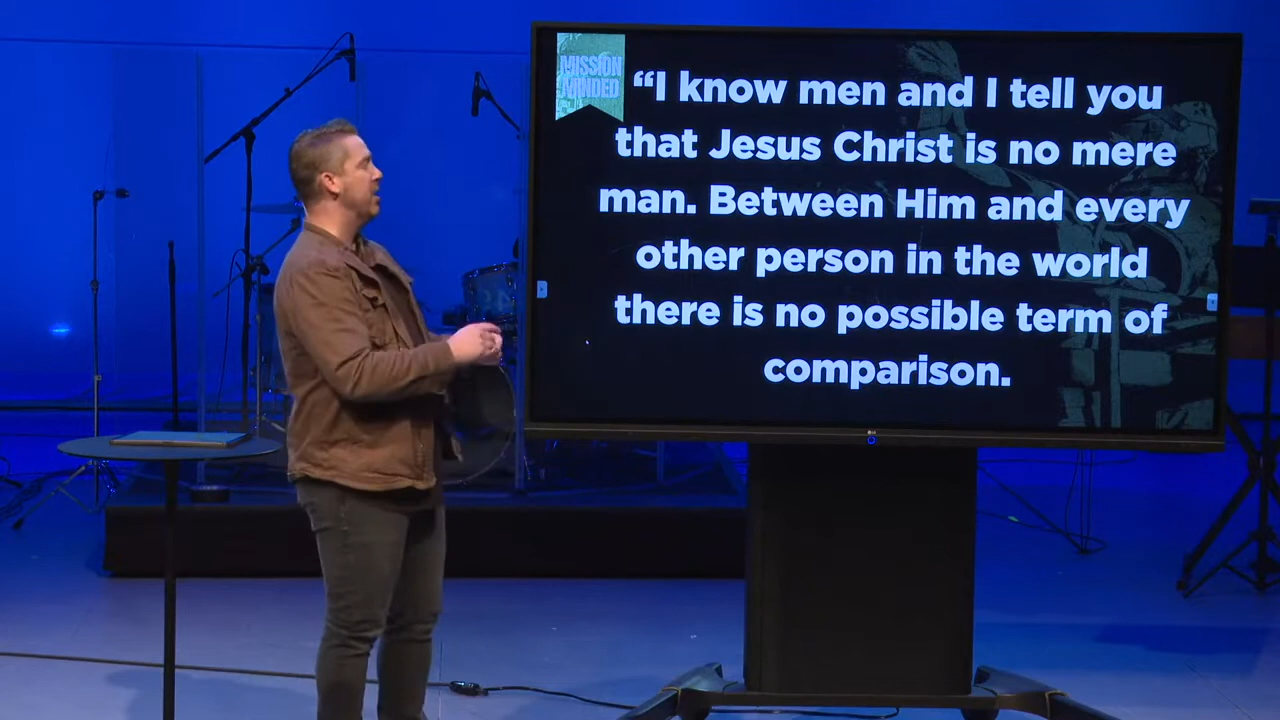 MISSION
MINDED
“I know men and I tell you
that Jesus Christ is no mere
man. Between Him and every
other person in the world
there is no possible term of
comparison.
LG